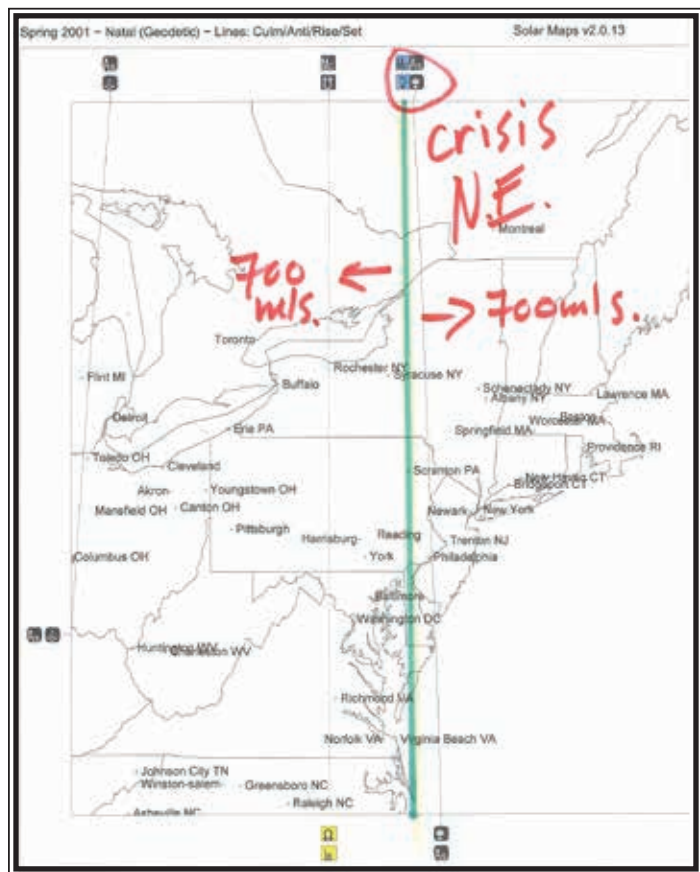 Spring 2001 - Natal (Geodetic) - Lines: Culm/Anti/Rise/Set
Solar Maps v2.0.13
crisis
N.E.
Montreal
700 mls.
700 mls.
Toronto
Rochester NY
Syracuse NY
Flint MI
Buffalo
Schenectady NY
Albany NY
Lawrence MA
Detroit
Boston
Worcester MA
Erie PA
Springfield MA
Providence RI
Toledo OH
Cleveland
Scranton PA
New Haven CT
Bridgeport CT
Akron
Youngstown OH
Mansfield OH
Canton OH
Newark
New York
Pittsburgh
Harrisburg
Reading
Trenton NJ
Columbus OH
York
Philadelphia
Baltimore
Washington DC
Huntington WV
Charleston WV
Richmond VA
Norfolk VA
Virginia Beach VA
Johnson City TN
Winston-salem
Greensboro NC
Raleigh NC
Asheville NC